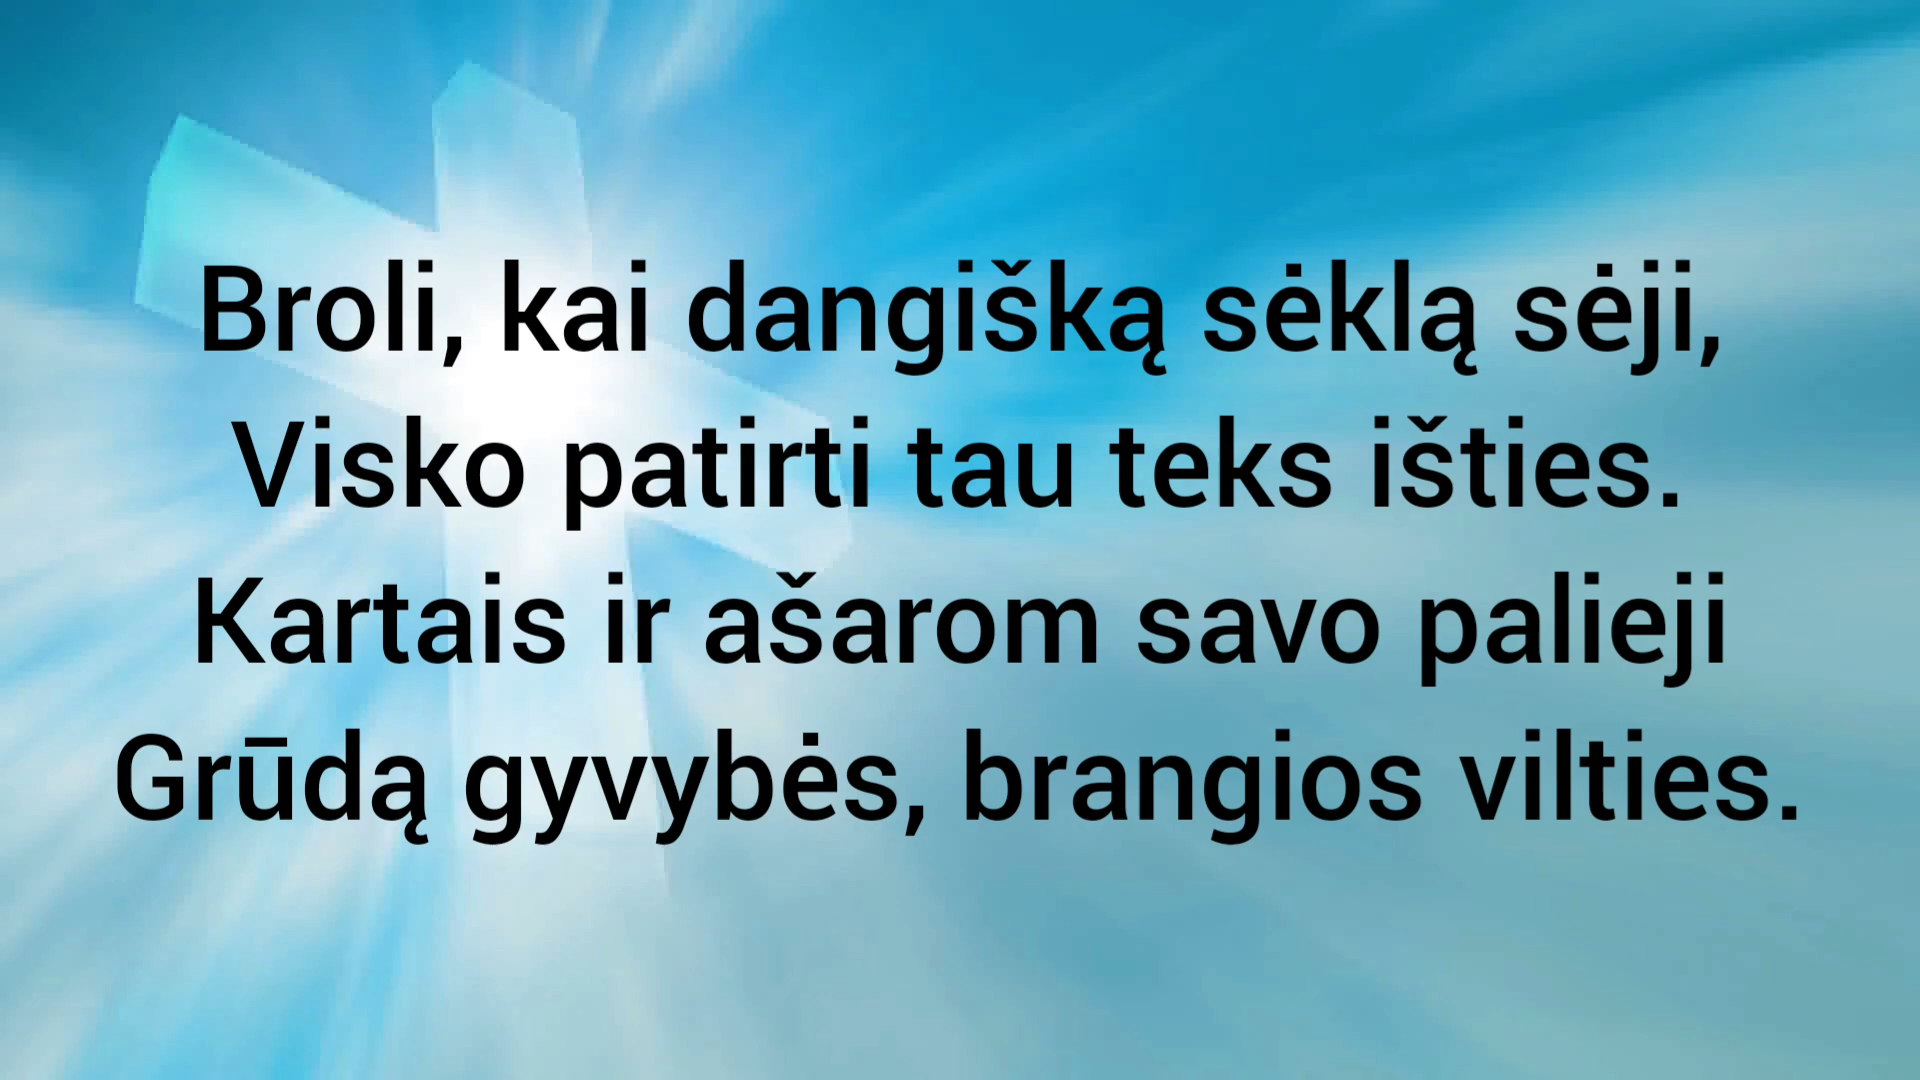 Broli, kai dangišką sėklą sėji,
Visko patirti tau teks išties.
Kartais ir ašarom savo palieji
Grūdą gyvybės, brangios vilties.